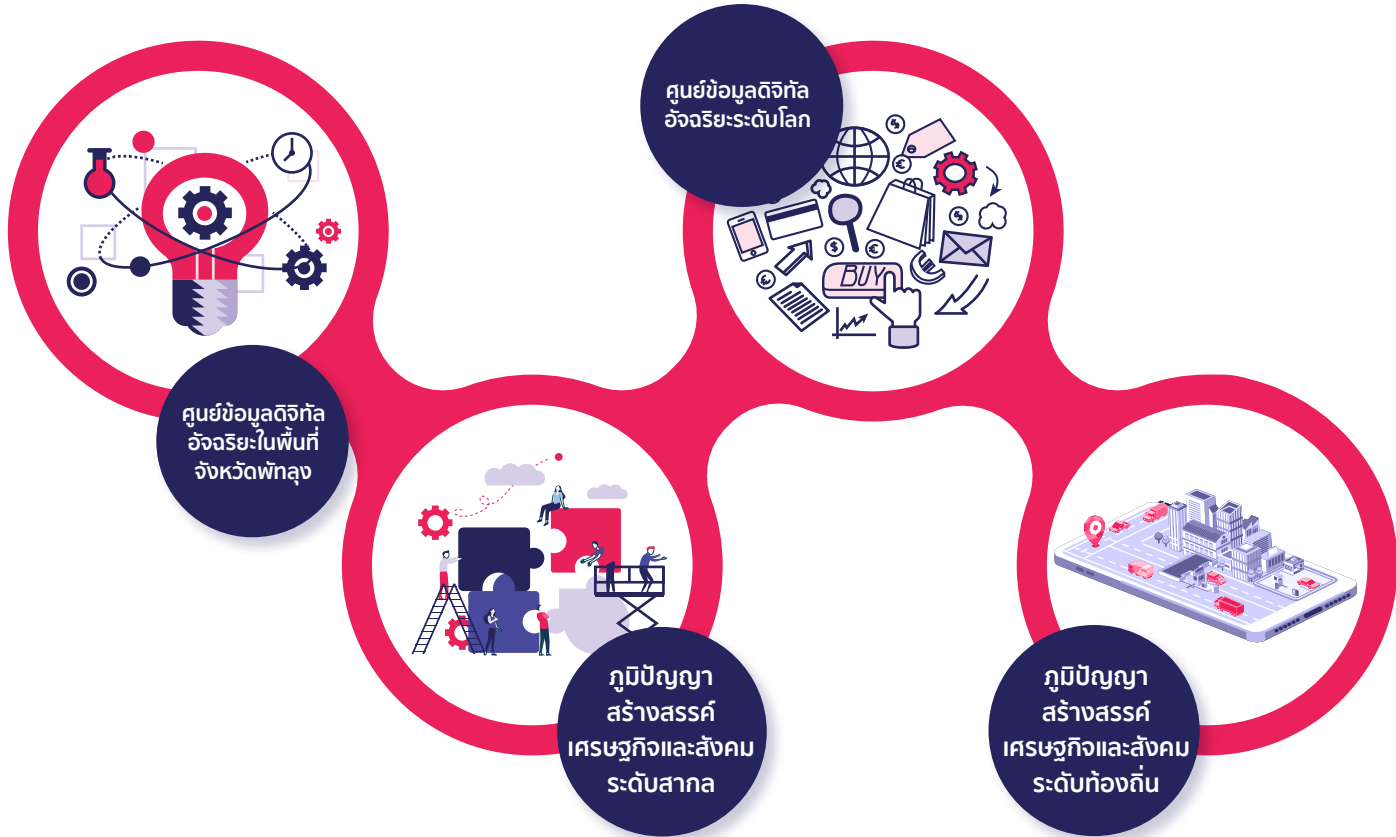 ศูนย์ข้อมูลดิจิทัล
อัจฉริยะในพื้นที่
จังหวัดพัทลุง
ภูมิปัญญา
สร้างสรรค์
เศรษฐกิจและสังคม
ระดับสากล
ศูนย์ข้อมูลดิจิทัล
อัจฉริยะระดับโลก
BUY
ภูมิปัญญา
สร้างสรรค์
เศรษฐกิจและสังคม
ระดับท้องถิ่น